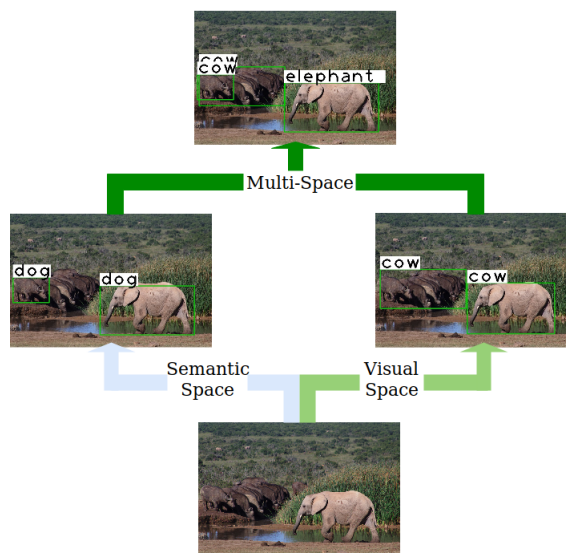 cow
cow
elephant
Multi-Space
dog
dog
cow
cow
Semantic
Space
Visual
Space